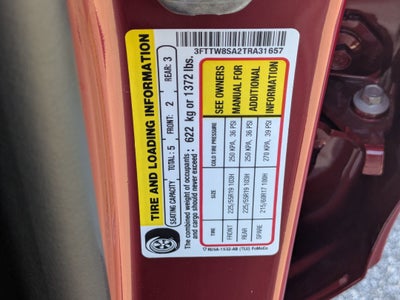 3FTTW8SA2TRA31657
TIRE AND LOADING INFORMATION
SEATING CAPACITY TOTAL: 5 FRONT: 2 REAR: 3
The combined weight of occupants
and cargo should never exceed: 622 kg or 1372 lbs.
TIRE COLD TIRE PRESSURE
FRONT 225/55R19 103H 250 KPA, 36 PSI
REAR 225/55R19 103H 250 KPA, 36 PSI
SPARE 215/60R17 100H 270 KPA, 39 PSI
SEE OWNERS
MANUAL FOR
ADDITIONAL
INFORMATION